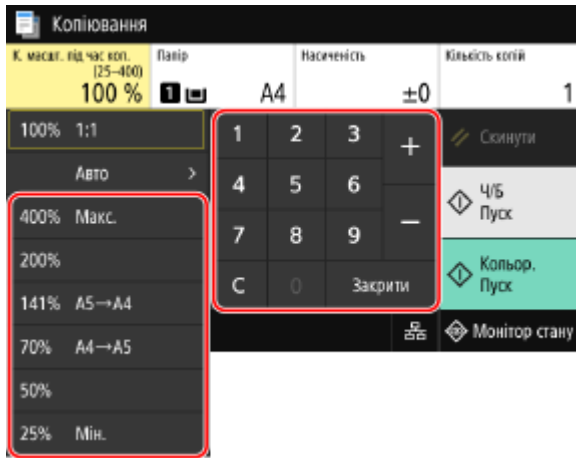 Копіювання
К. масшт. під час коп.
(25–400)
100 %
Папір
1
A4
Насиченість
±0
Кількість копій
1
100% 1:1
Авто >
400% Макс.
200%
141% A5→A4
70% A4→A5
50%
25% Мін.
1 2 3 +
4 5 6
7 8 9 −
C 0 Закрити
Скинути
Ч/Б
Пуск
Кольор.
Пуск
Монітор стану